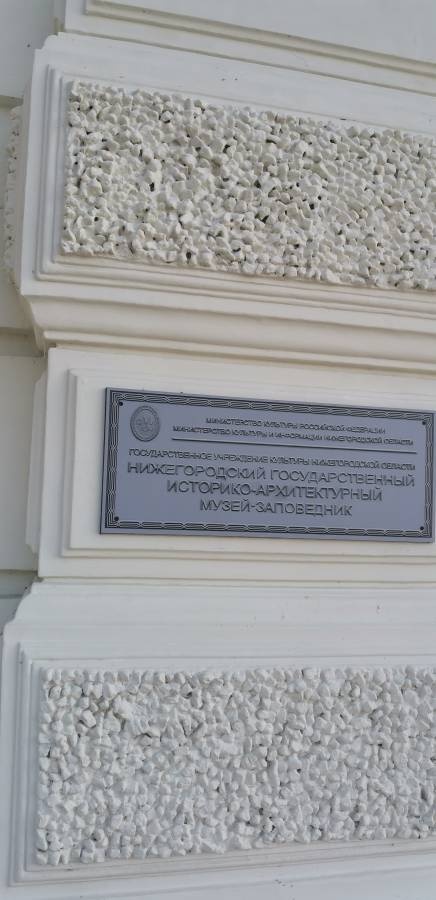 МИНИСТЕРСТВО КУЛЬТУРЫ РОССИЙСКОЙ ФЕДЕРАЦИИ
МИНИСТЕРСТВО КУЛЬТУРЫ И ИНФОРМАЦИИ НИЖЕГОРОДСКОЙ ОБЛАСТИ
ГОСУДАРСТВЕННОЕ УЧРЕЖДЕНИЕ КУЛЬТУРЫ НИЖЕГОРОДСКОЙ ОБЛАСТИ
НИЖЕГОРОДСКИЙ ГОСУДАРСТВЕННЫЙ
ИСТОРИКО-АРХИТЕКТУРНЫЙ
МУЗЕЙ-ЗАПОВЕДНИК